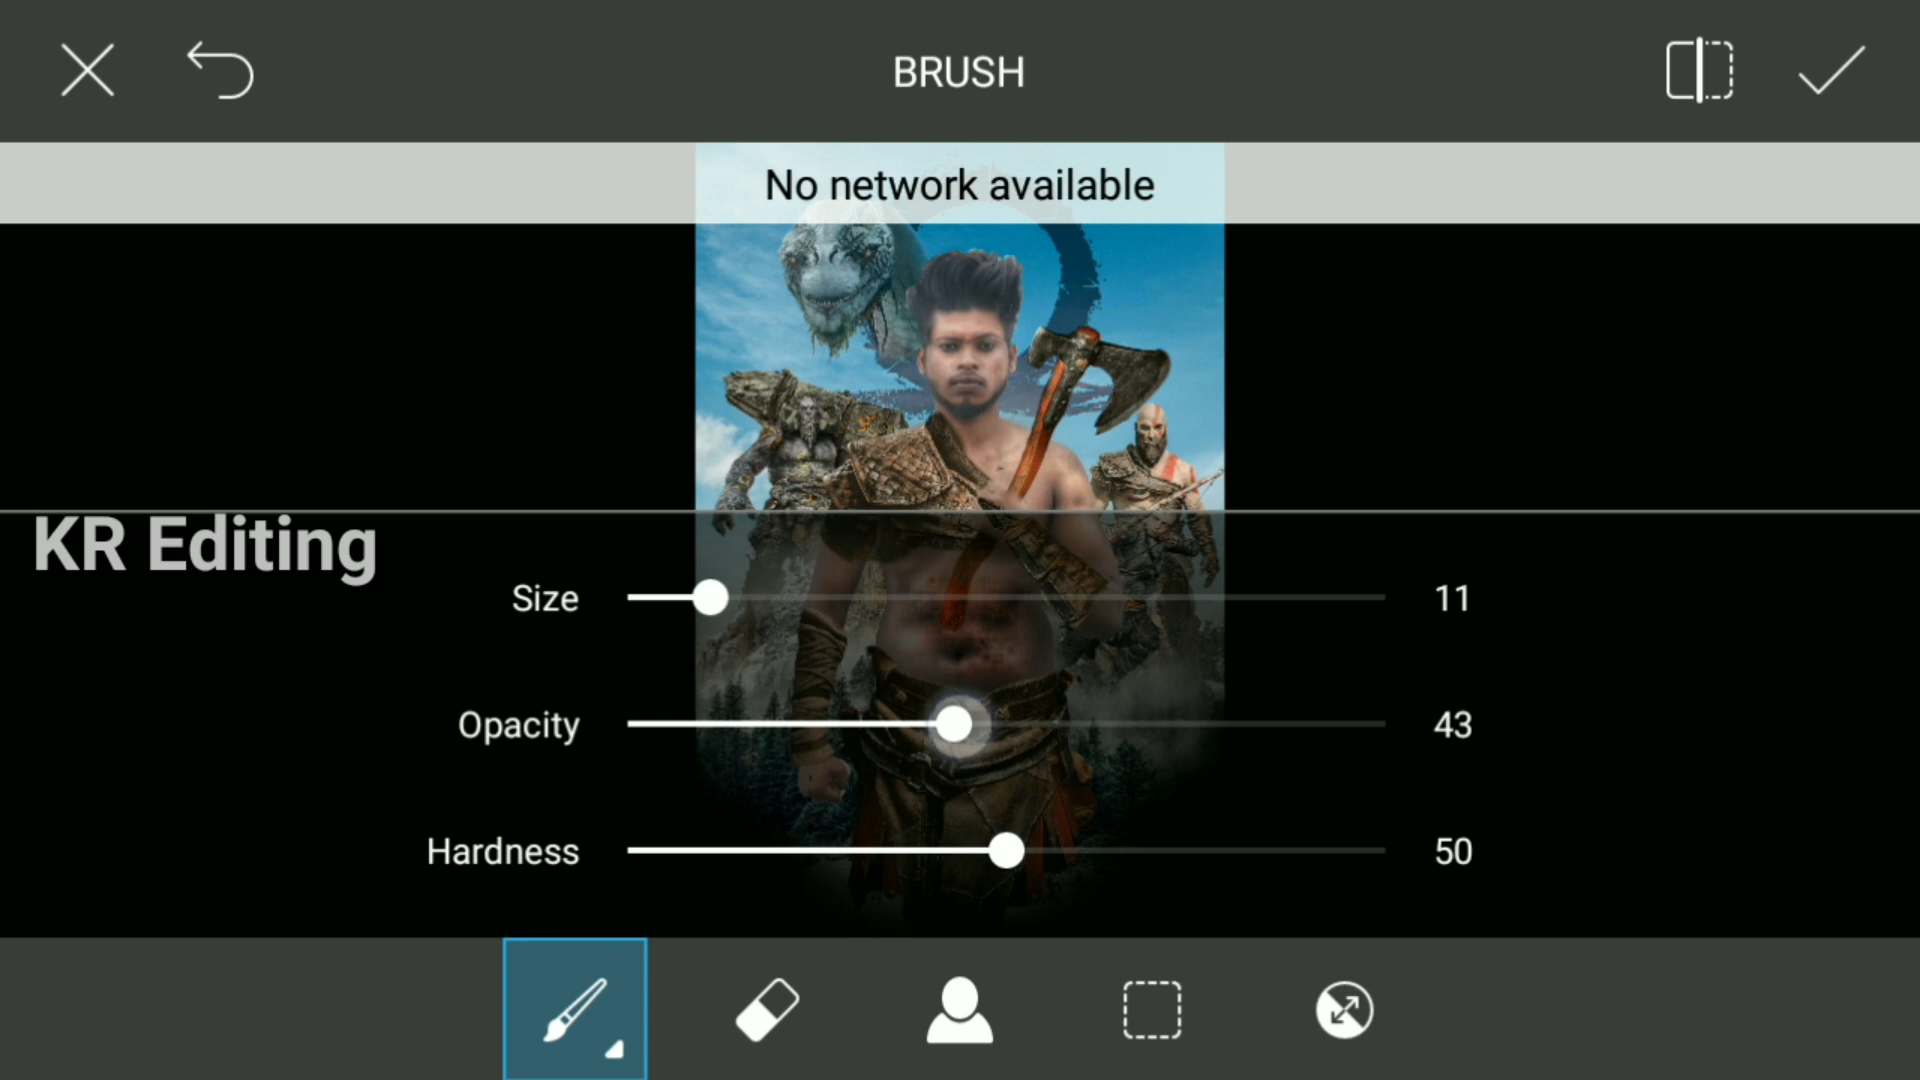 BRUSH
No network available
KR Editing
Size 11
Opacity 43
Hardness 50